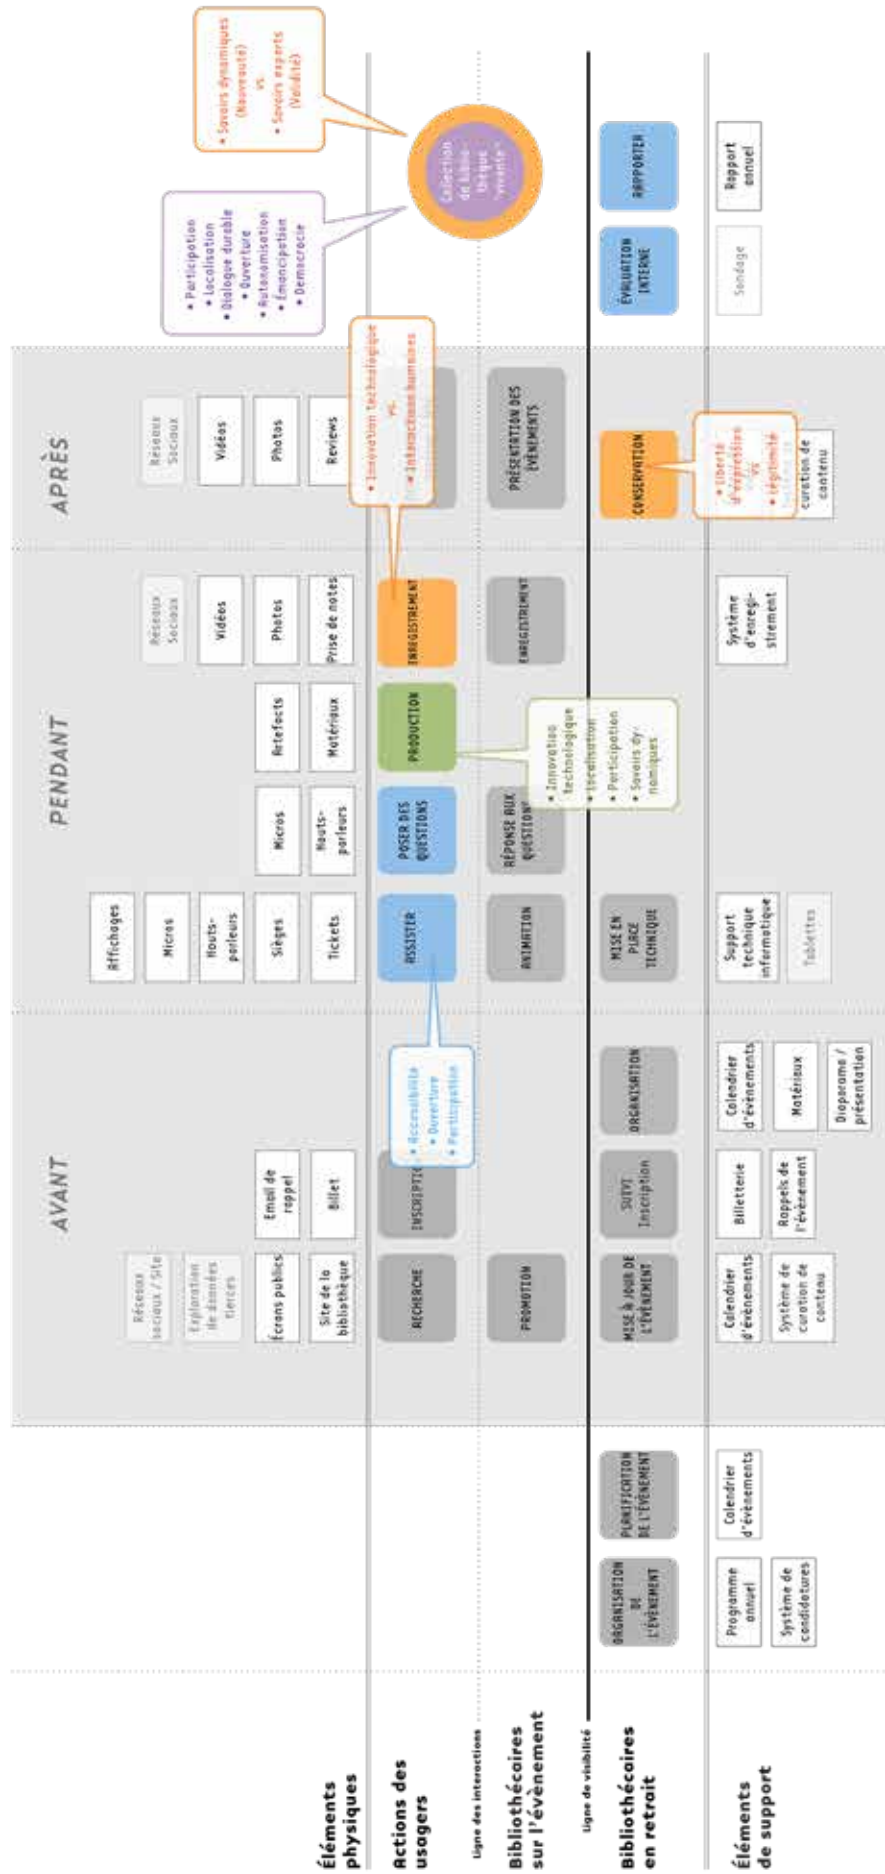 AVANT
PENDANT
APRÈS
Éléments
physiques
Réseaux
sociaux / Site
Exploration
de données
tierces
Écrans publics
Site de la
bibliothèque
Email de
rappel
Billet
Affichages
Micros
Hauts-
parleurs
Sièges
Tickets
Micros
Hauts-
parleurs
Artefacts
Matériaux
Réseaux
Sociaux
Vidéos
Photos
Prise de notes
Réseaux
Sociaux
Vidéos
Photos
Reviews
• Participation
• Localisation
• Dialogue durable
• Ouverture
• Autonomisation
• Émancipation
• Democracie
• Savoirs dynamiques
(Nouveauté)
vs.
• Savoirs experts
(Validité)
Actions des
usagers
RECHERCHE
INSCRIPTIO
• Accessibilité
• Ouverture
• Participation
ASSISTER
POSER DES
QUESTIONS
PRODUCTION
ENREGISTREMENT
• Innovation technologique
vs.
• Interactions humaines
Collection
de biblio-
thèque
"vivante"
Ligne des interactions
Bibliothécaires
sur l'évènement
PROMOTION
ANIMATION
RÉPONSE AUX
QUESTIONS
ENREGISTREMENT
PRÉSENTATION DES
ÉVÈNEMENTS
• Innovation
technologique
• Localisation
• Participation
• Savoirs dy-
namiques
Ligne de visibilité
Bibliothécaires
en retrait
ORGANISATION
DE
L'ÉVÈNEMENT
PLANIFICATION
DE L'ÉVÈNEMENT
MISE À JOUR DE
L'ÉVÈNEMENT
SUIVI
Inscription
ORGANISATION
MISE EN
PLACE
TECHNIQUE
CONSERVATION
ÉVALUATION
INTERNE
RAPPORTER
Éléments
de support
Programme
annuel
Système de
candidatures
Calendrier
d'évènements
Calendrier
d'évènements
Système de
curation de
contenu
Billetterie
Rappels de
l'évènement
Calendrier
d'évènements
Matériaux
Diaporama /
présentation
Support
technique
informatique
Tablettes
Système
d'enregi-
strement
• Liberté
d'expression
vs
• Légitimité
curation de
contenu
Sondage
Rapport
annuel